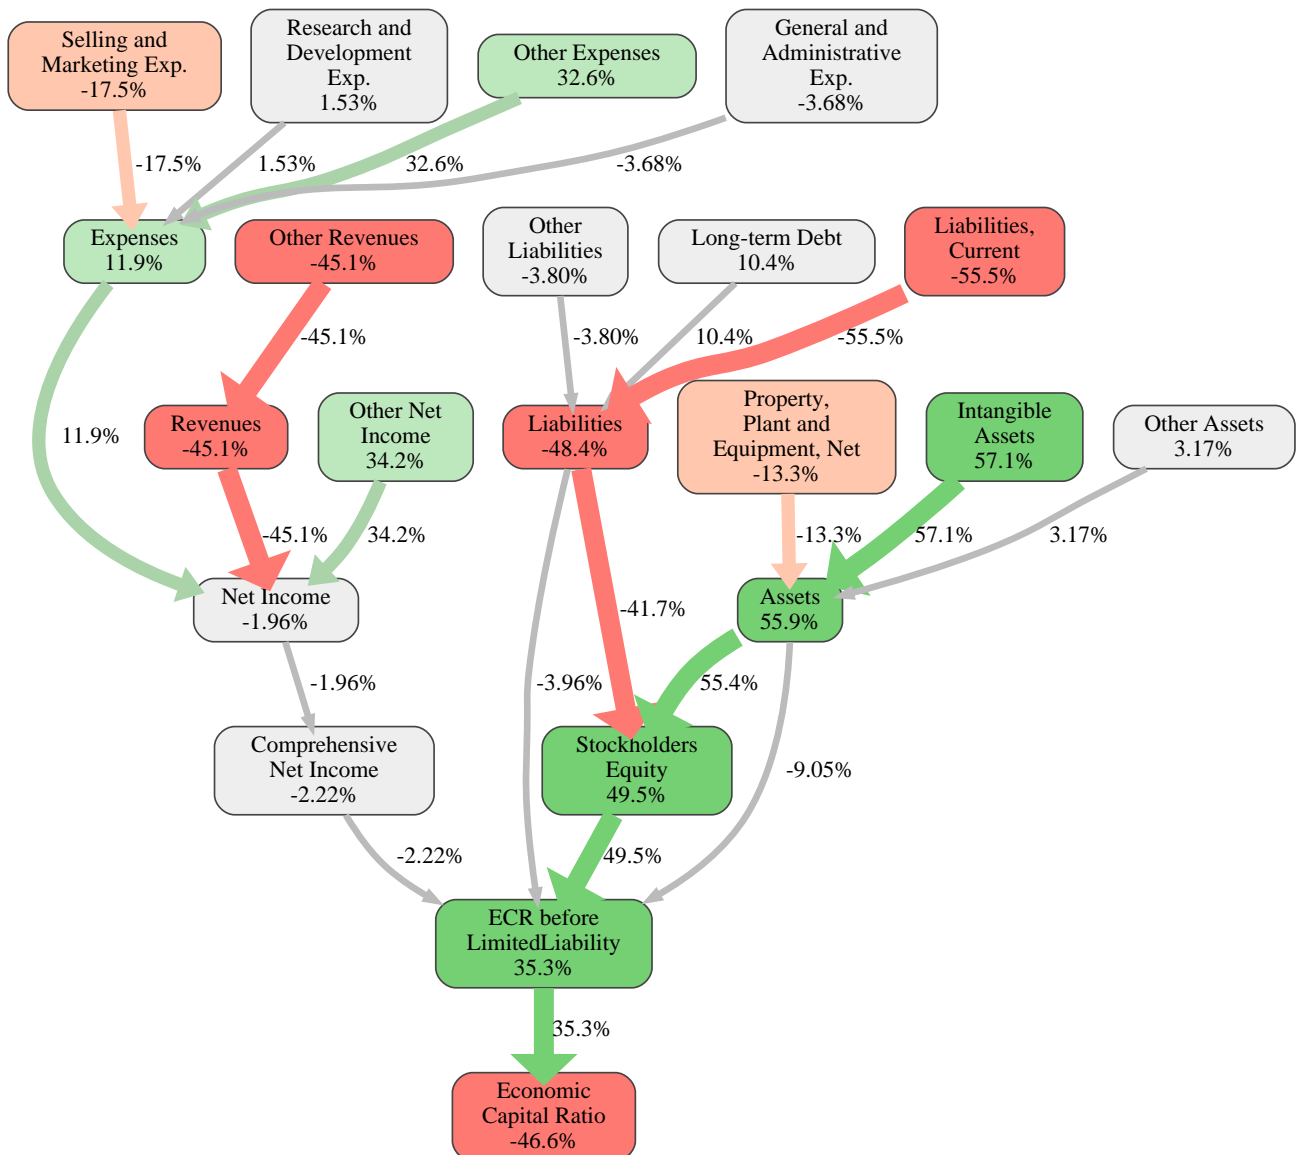 Selling and
Marketing Exp.
-17.5%
Research and
Development
Exp.
1.53%
Other Expenses
32.6%
General and
Administrative
Exp.
-3.68%
-17.5%
1.53%
32.6%
-3.68%
Expenses
11.9%
Other Revenues
-45.1%
Other
Liabilities
-3.80%
Long-term Debt
10.4%
Liabilities,
Current
-55.5%
-45.1%
-3.80%
10.4%
-55.5%
11.9%
Revenues
-45.1%
Other Net
Income
34.2%
Liabilities
-48.4%
Property,
Plant and
Equipment, Net
-13.3%
Intangible
Assets
57.1%
Other Assets
3.17%
-45.1%
34.2%
-13.3%
57.1%
3.17%
Net Income
-1.96%
-41.7%
Assets
55.9%
-1.96%
-3.96%
55.4%
Comprehensive
Net Income
-2.22%
Stockholders
Equity
49.5%
-9.05%
-2.22%
49.5%
ECR before
LimitedLiability
35.3%
35.3%
Economic
Capital Ratio
-46.6%